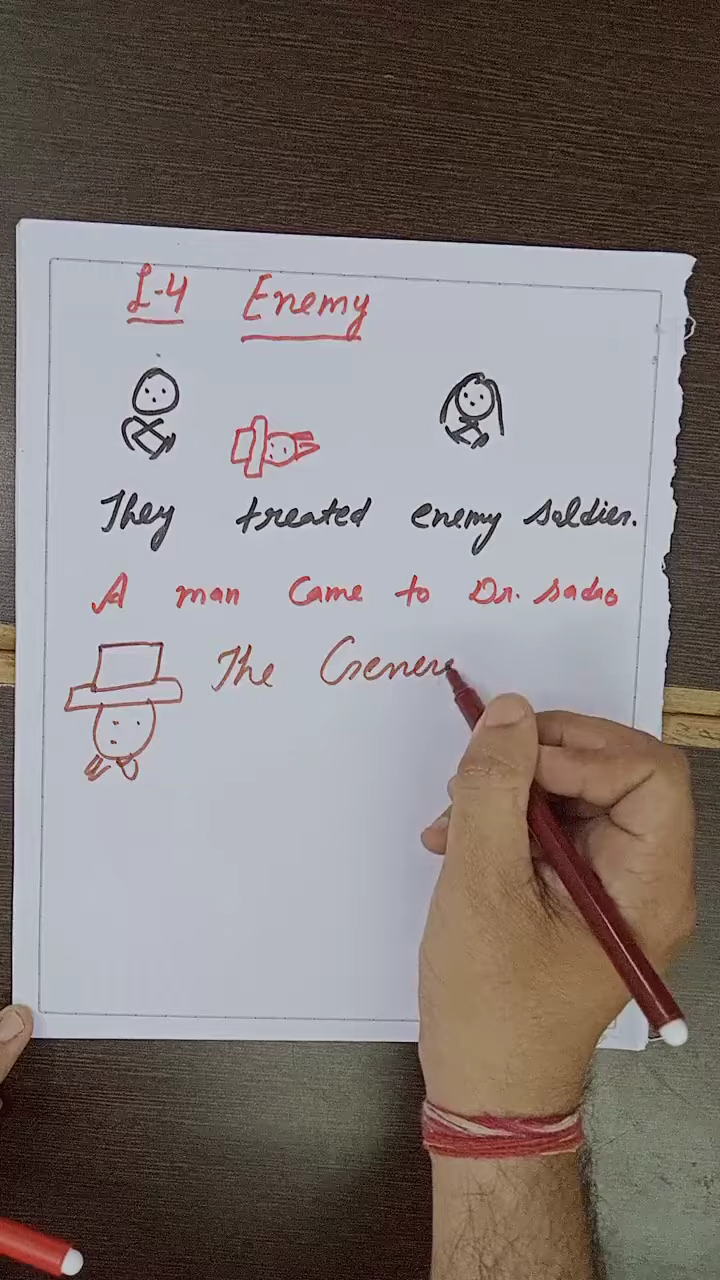 L-4 Enemy
They treated enemy soldier.
A man came to Dr. sadao
The Genera